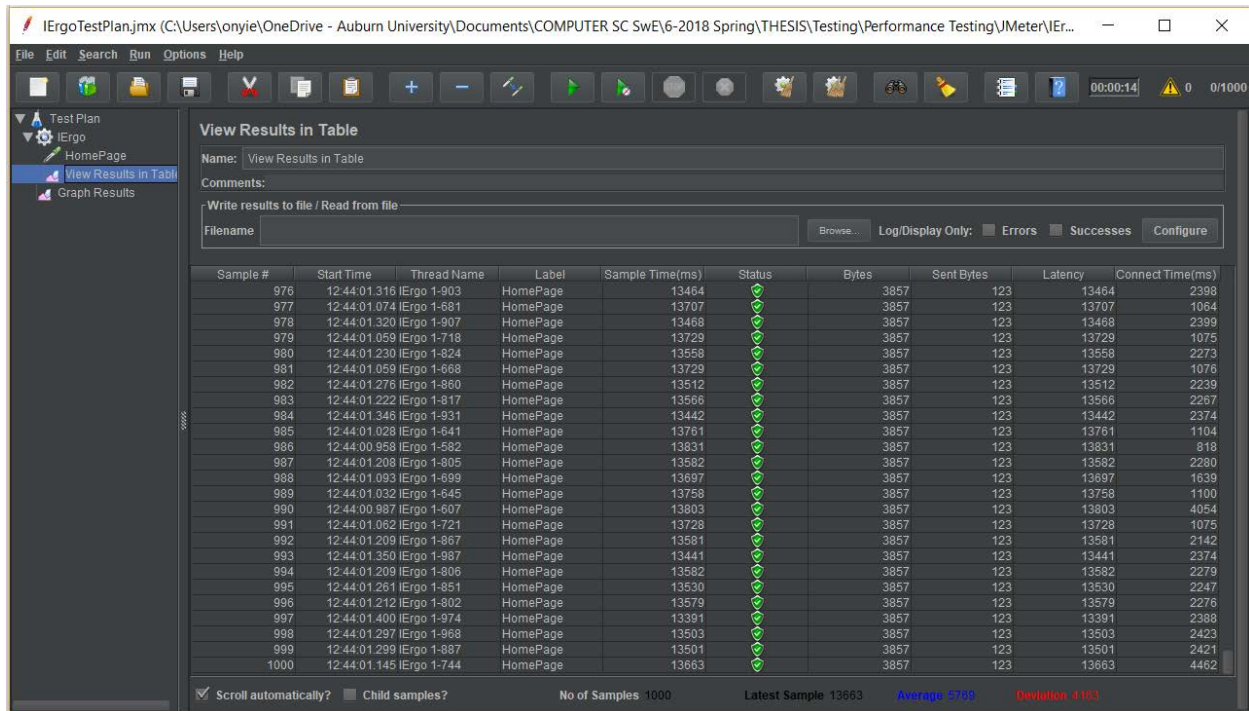 IErgoTestPlan.jmx (C:\Users\onyie\OneDrive - Auburn University\Documents\COMPUTER SC SwE\6-2018 Spring\THESIS\Testing\Performance Testing\JMeter\IEr...
File Edit Search Run Options Help
00:00:14 0 0/1000
Test Plan
IErgo
HomePage
View Results in Table
Graph Results
View Results in Table
Name: View Results in Table
Comments:
Write results to file / Read from file
Filename Browse... Log/Display Only: Errors Successes Configure
Sample # Start Time Thread Name Label Sample Time(ms) Status Bytes Sent Bytes Latency Connect Time(ms)
976 12:44:01.316 IErgo 1-903 HomePage 13464 3857 123 13464 2398
977 12:44:01.074 IErgo 1-681 HomePage 13707 3857 123 13707 1064
978 12:44:01.320 IErgo 1-907 HomePage 13468 3857 123 13468 2399
979 12:44:01.059 IErgo 1-718 HomePage 13729 3857 123 13729 1075
980 12:44:01.230 IErgo 1-824 HomePage 13558 3857 123 13558 2273
981 12:44:01.059 IErgo 1-668 HomePage 13729 3857 123 13729 1076
982 12:44:01.276 IErgo 1-860 HomePage 13512 3857 123 13512 2239
983 12:44:01.222 IErgo 1-817 HomePage 13566 3857 123 13566 2267
984 12:44:01.346 IErgo 1-931 HomePage 13442 3857 123 13442 2374
985 12:44:01.028 IErgo 1-641 HomePage 13761 3857 123 13761 1104
986 12:44:00.958 IErgo 1-582 HomePage 13831 3857 123 13831 818
987 12:44:01.208 IErgo 1-805 HomePage 13582 3857 123 13582 2280
988 12:44:01.093 IErgo 1-699 HomePage 13697 3857 123 13697 1639
989 12:44:01.032 IErgo 1-645 HomePage 13758 3857 123 13758 1100
990 12:44:00.987 IErgo 1-607 HomePage 13803 3857 123 13803 4054
991 12:44:01.062 IErgo 1-721 HomePage 13728 3857 123 13728 1075
992 12:44:01.209 IErgo 1-867 HomePage 13581 3857 123 13581 2142
993 12:44:01.350 IErgo 1-987 HomePage 13441 3857 123 13441 2374
994 12:44:01.209 IErgo 1-806 HomePage 13582 3857 123 13582 2279
995 12:44:01.261 IErgo 1-851 HomePage 13530 3857 123 13530 2247
996 12:44:01.212 IErgo 1-802 HomePage 13579 3857 123 13579 2276
997 12:44:01.400 IErgo 1-974 HomePage 13391 3857 123 13391 2388
998 12:44:01.297 IErgo 1-968 HomePage 13503 3857 123 13503 2423
999 12:44:01.299 IErgo 1-887 HomePage 13501 3857 123 13501 2421
1000 12:44:01.145 IErgo 1-744 HomePage 13663 3857 123 13663 4462
Scroll automatically? Child samples? No of Samples 1000 Latest Sample 13663 Average 5769 Deviation